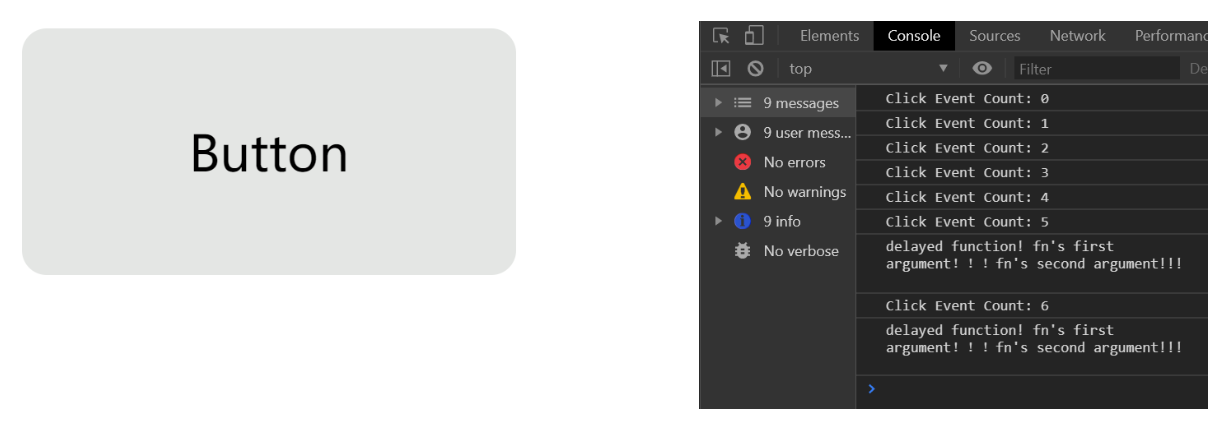 Button
Elements Console Sources Network Performanc
top Filter De
9 messages
9 user mess...
No errors
No warnings
9 info
No verbose
Click Event Count: 0
Click Event Count: 1
Click Event Count: 2
Click Event Count: 3
Click Event Count: 4
Click Event Count: 5
delayed function! fn's first
argument! ! ! fn's second argument!!!
Click Event Count: 6
delayed function! fn's first
argument! ! ! fn's second argument!!!